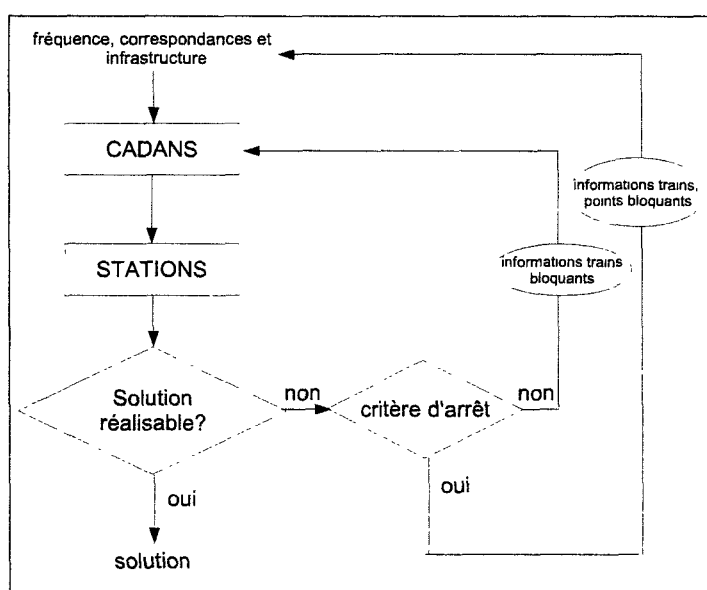 fréquence, correspondances et
infrastructure
CADANS
STATIONS
Solution
réalisable?
non
critère d'arrêt
non
informations trains
bloquants
informations trains,
points bloquants
oui
oui
solution